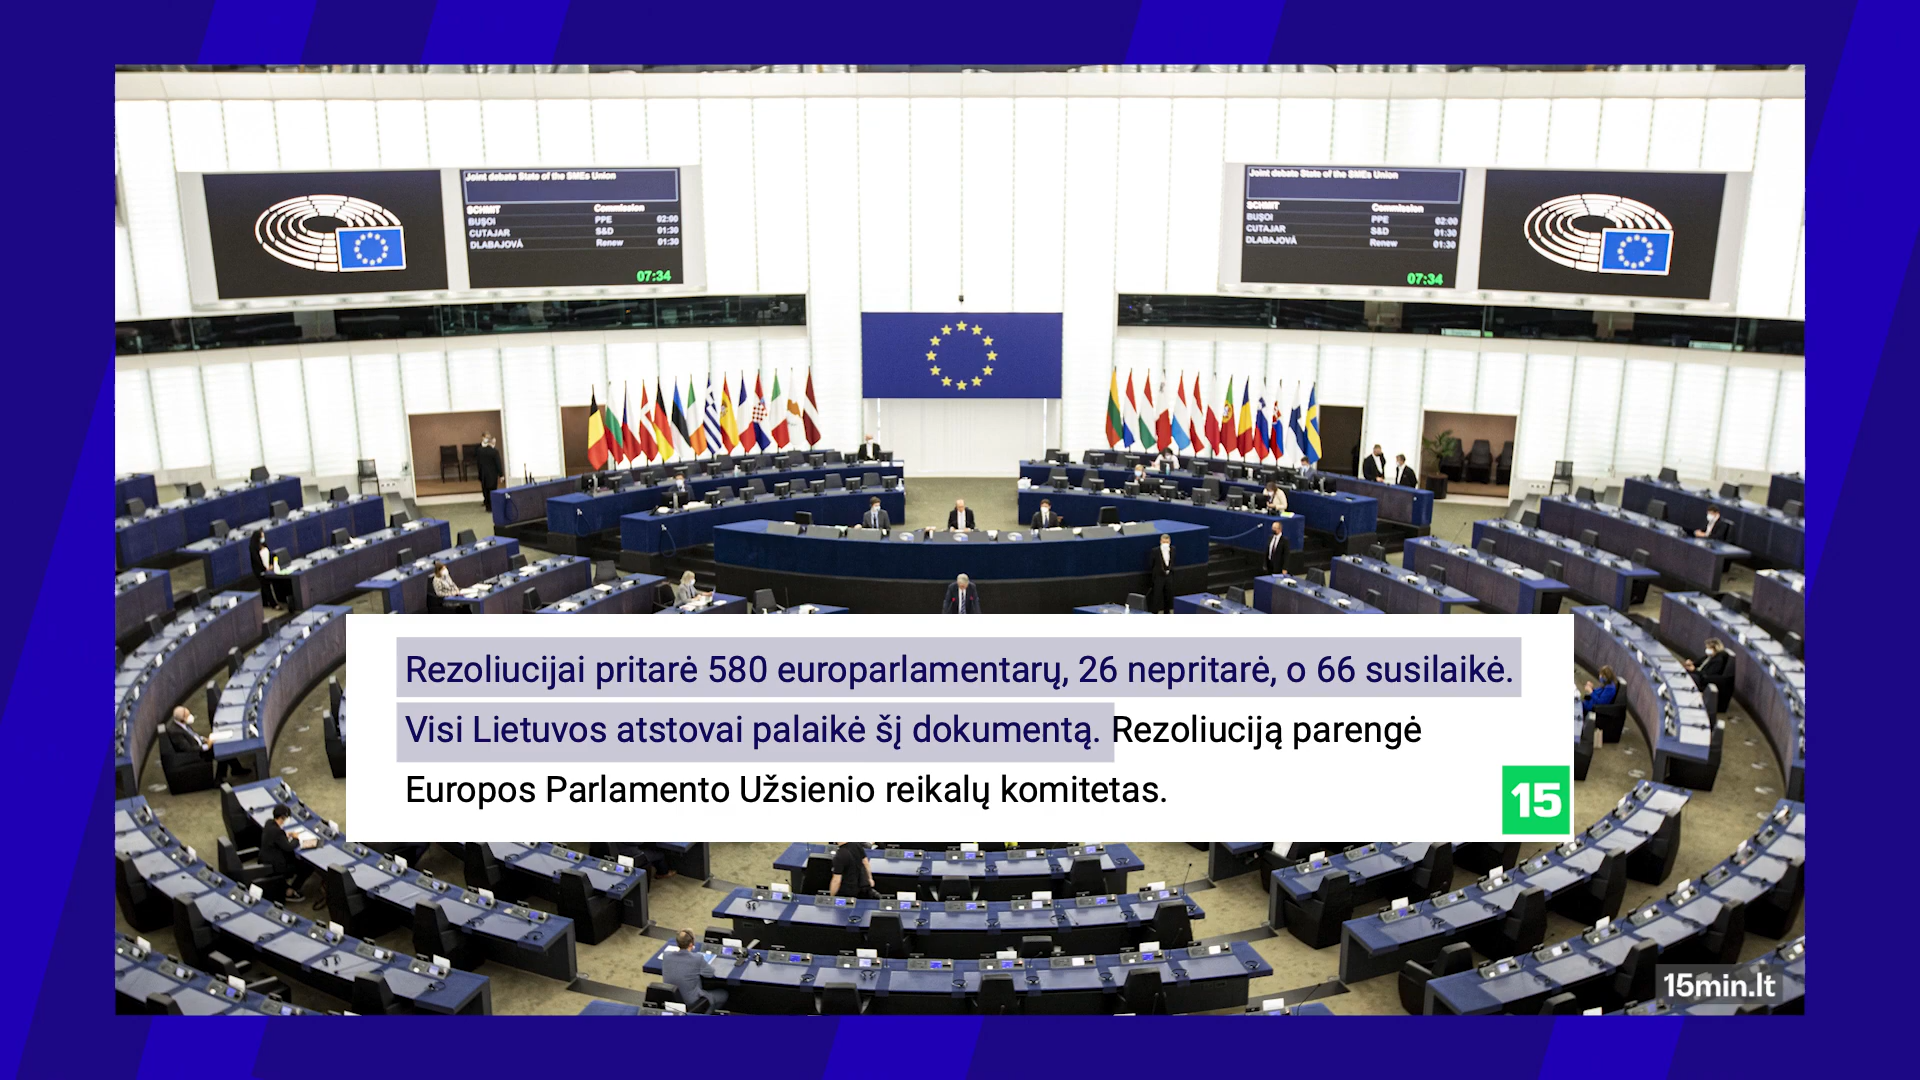 Joint debate State of the SMEs Union
SCHMIT Commission
BUŞOI PPE 02:00
CUTAJAR S&D 01:30
DLABAJOVÁ Renew 01:30
07:34
Joint debate State of the SMEs Union
SCHMIT Commission
BUŞOI PPE 02:00
CUTAJAR S&D 01:30
DLABAJOVÁ Renew 01:30
07:34
Rezoliucijai pritarė 580 europarlamentarų, 26 nepritarė, o 66 susilaikė.
Visi Lietuvos atstovai palaikė šį dokumentą. Rezoliuciją parengė
Europos Parlamento Užsienio reikalų komitetas.
15
15min.lt